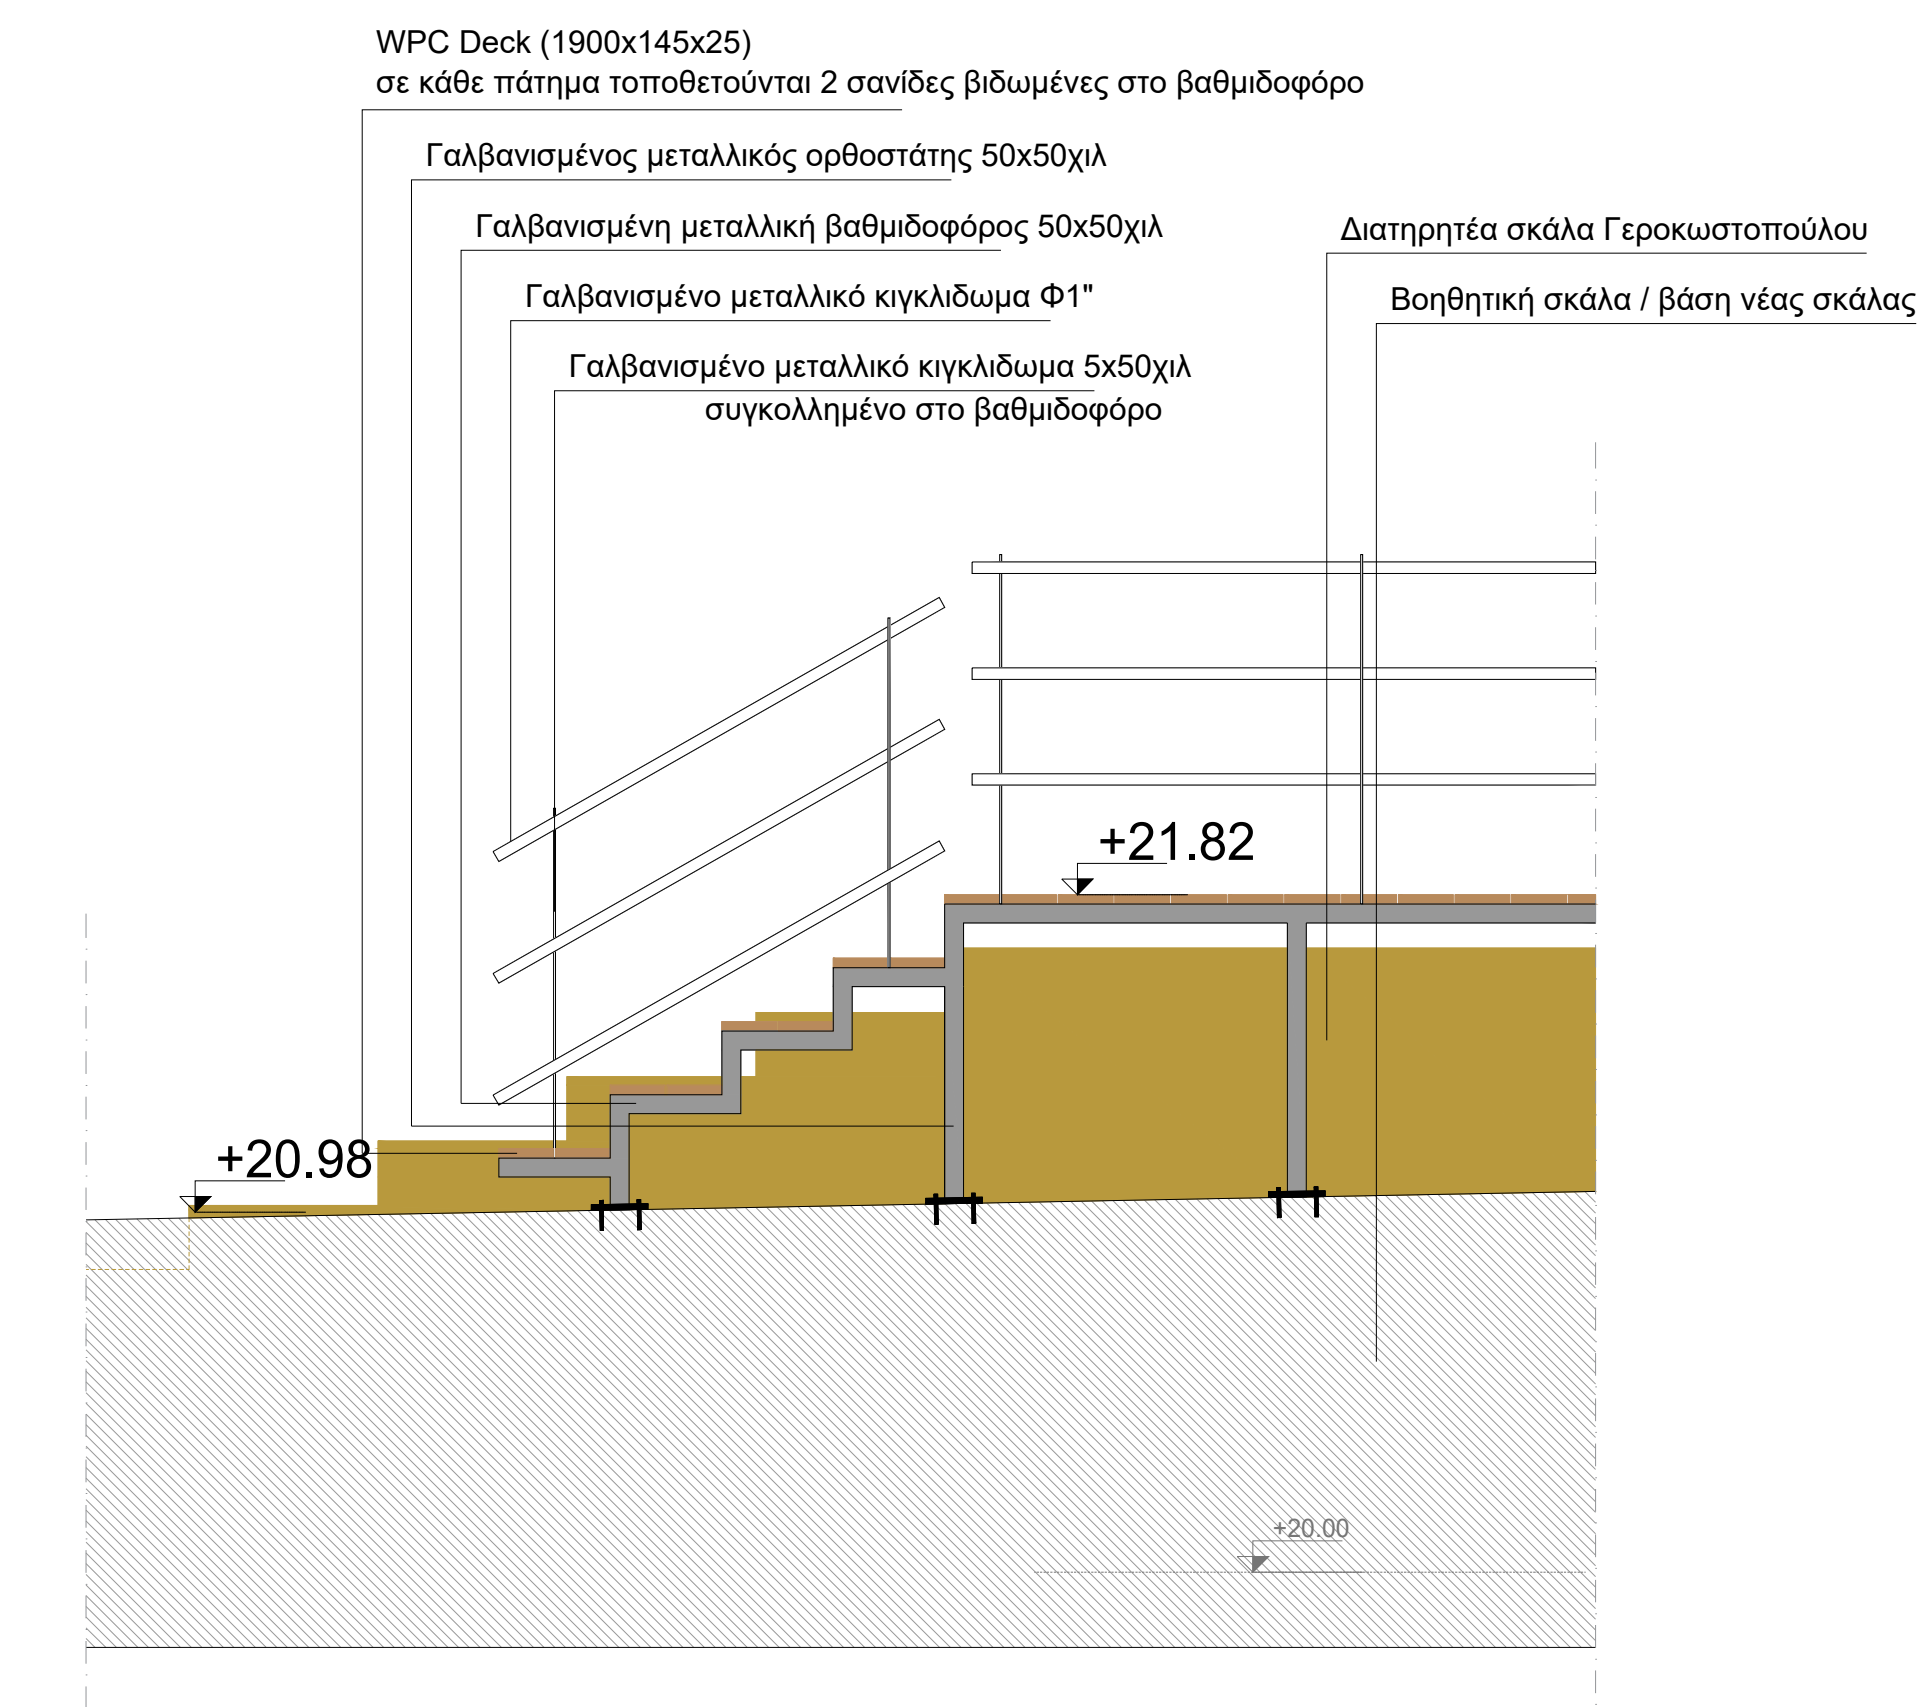 WPC Deck (1900x145x25)
σε κάθε πάτημα τοποθετούνται 2 σανίδες βιδωμένες στο βαθμιδοφόρο
Γαλβανισμένος μεταλλικός ορθοστάτης 50x50χιλ
Γαλβανισμένη μεταλλική βαθμιδοφόρος 50x50χιλ
Διατηρητέα σκάλα Γεροκωστοπούλου
Γαλβανισμένο μεταλλικό κιγκλιδωμα Φ1"
Βοηθητική σκάλα / βάση νέας σκάλας
Γαλβανισμένο μεταλλικό κιγκλιδωμα 5x50χιλ
συγκολλημένο στο βαθμιδοφόρο
+21.82
+20.98
+20.00